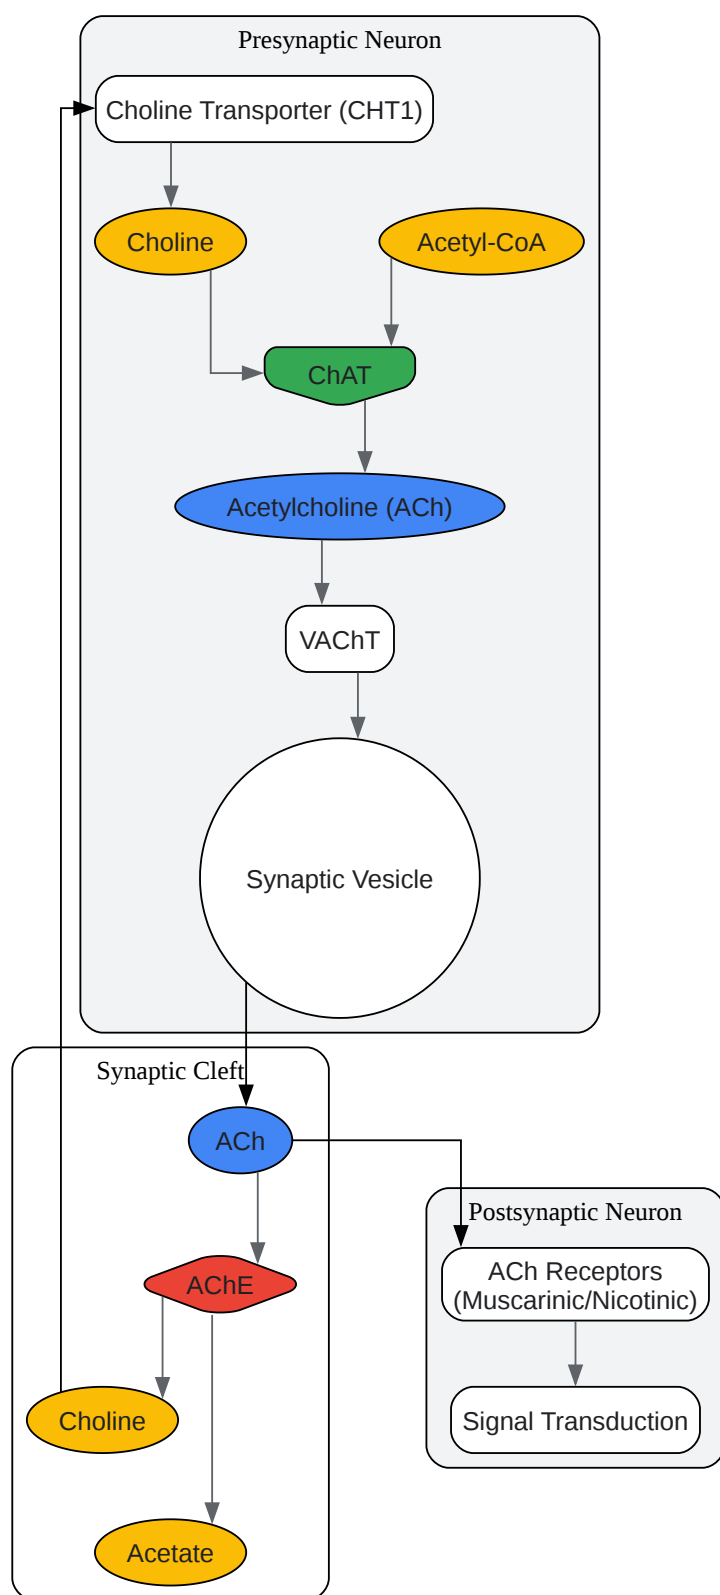 Presynaptic Neuron
Choline Transporter (CHT1)
Choline
Acetyl-CoA
ChAT
Acetylcholine (ACh)
VAChT
Synaptic Vesicle
Synaptic Cleft
ACh
AChE
Choline
Acetate
Postsynaptic Neuron
ACh Receptors
(Muscarinic/Nicotinic)
Signal Transduction